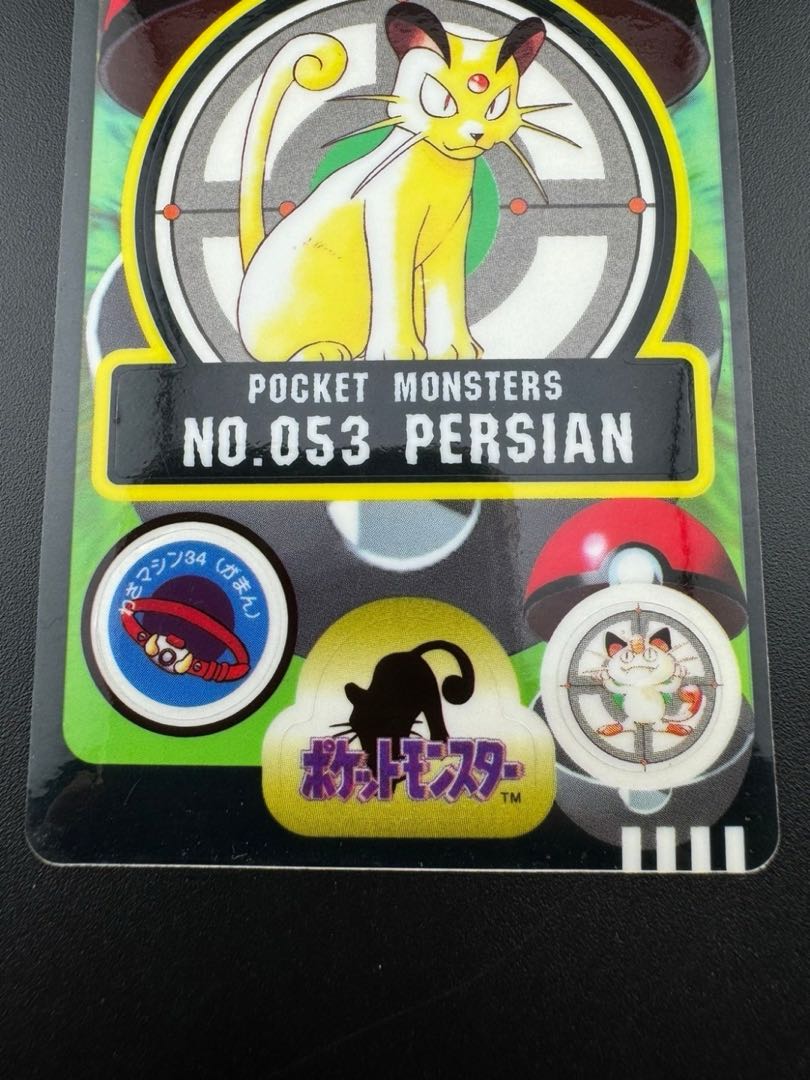 POCKET MONSTERS
NO.053 PERSIAN
わざマシン34（がまん）
ポケットモンスター
TM